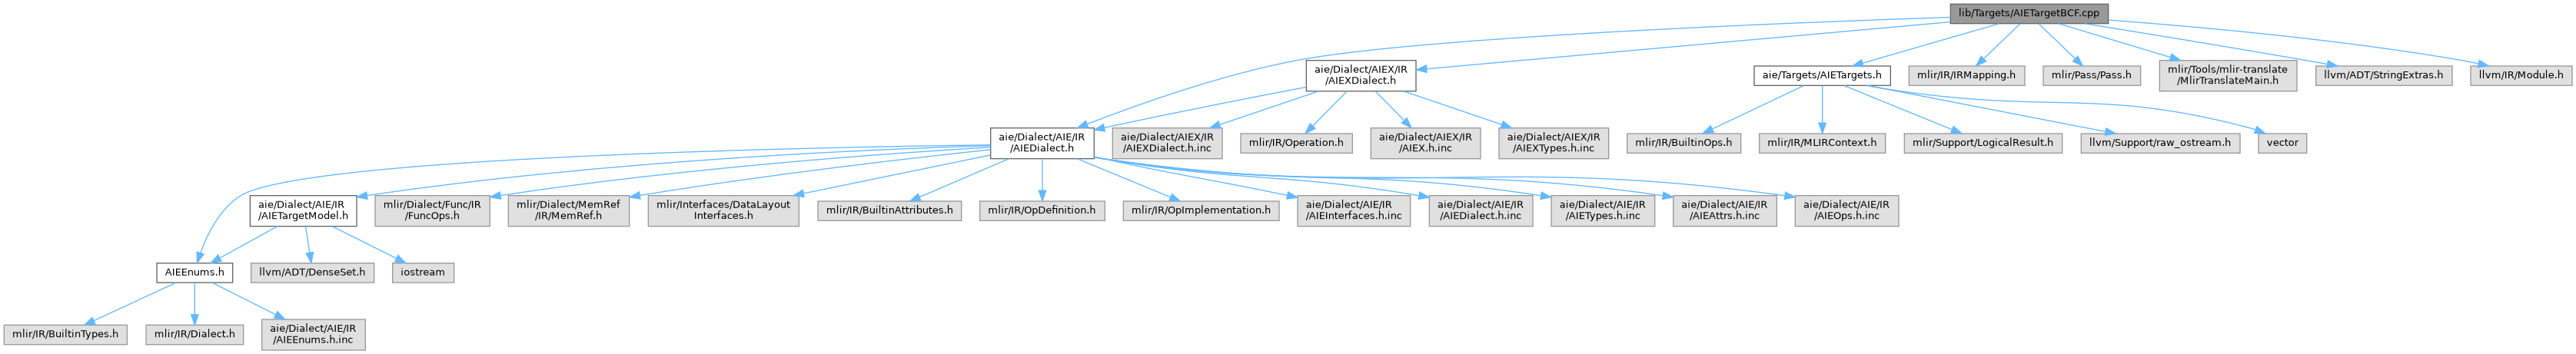 lib/Targets/AIETargetBCF.cpp
aie/Dialect/AIEX/IR
/AIEXDialect.h
aie/Targets/AIETargets.h
mlir/IR/IRMapping.h
mlir/Pass/Pass.h
mlir/Tools/mlir-translate
/MlirTranslateMain.h
llvm/ADT/StringExtras.h
llvm/IR/Module.h
aie/Dialect/AIE/IR
/AIEDialect.h
aie/Dialect/AIEX/IR
/AIEXDialect.h.inc
mlir/IR/Operation.h
aie/Dialect/AIEX/IR
/AIEX.h.inc
aie/Dialect/AIEX/IR
/AIEXTypes.h.inc
mlir/IR/BuiltinOps.h
mlir/IR/MLIRContext.h
mlir/Support/LogicalResult.h
llvm/Support/raw_ostream.h
vector
aie/Dialect/AIE/IR
/AIETargetModel.h
mlir/Dialect/Func/IR
/FuncOps.h
mlir/Dialect/MemRef
/IR/MemRef.h
mlir/Interfaces/DataLayout
Interfaces.h
mlir/IR/BuiltinAttributes.h
mlir/IR/OpDefinition.h
mlir/IR/OpImplementation.h
aie/Dialect/AIE/IR
/AIEInterfaces.h.inc
aie/Dialect/AIE/IR
/AIEDialect.h.inc
aie/Dialect/AIE/IR
/AIETypes.h.inc
aie/Dialect/AIE/IR
/AIEAttrs.h.inc
aie/Dialect/AIE/IR
/AIEOps.h.inc
AIEEnums.h
llvm/ADT/DenseSet.h
iostream
mlir/IR/BuiltinTypes.h
mlir/IR/Dialect.h
aie/Dialect/AIE/IR
/AIEEnums.h.inc